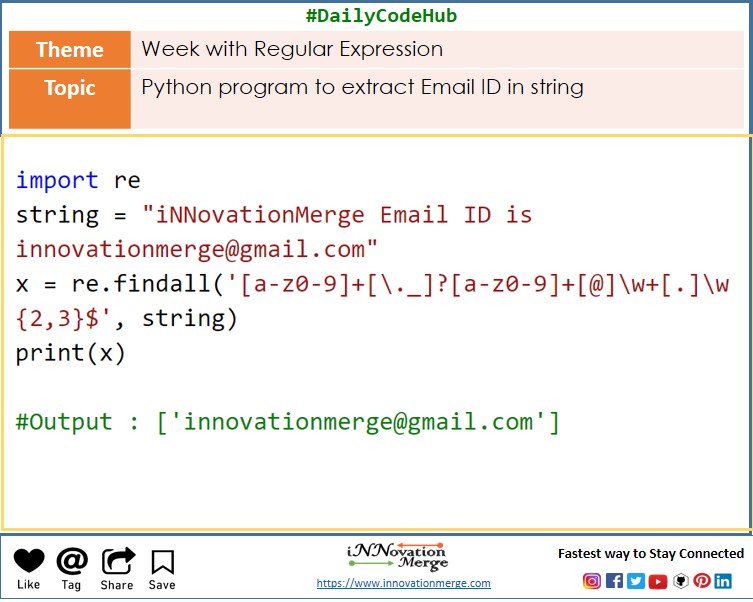 #DailyCodeHub
Theme Week with Regular Expression
Topic Python program to extract Email ID in string
import re
string = "iNNovationMerge Email ID is
innovationmerge@gmail.com"
x = re.findall('[a-z0-9]+[\._]?[a-z0-9]+[@]\w+[.]\w
{2,3}$', string)
print(x)
#Output : ['innovationmerge@gmail.com']
Like Tag Share Save
iNNovation
Merge
https://www.innovationmerge.com
Fastest way to Stay Connected